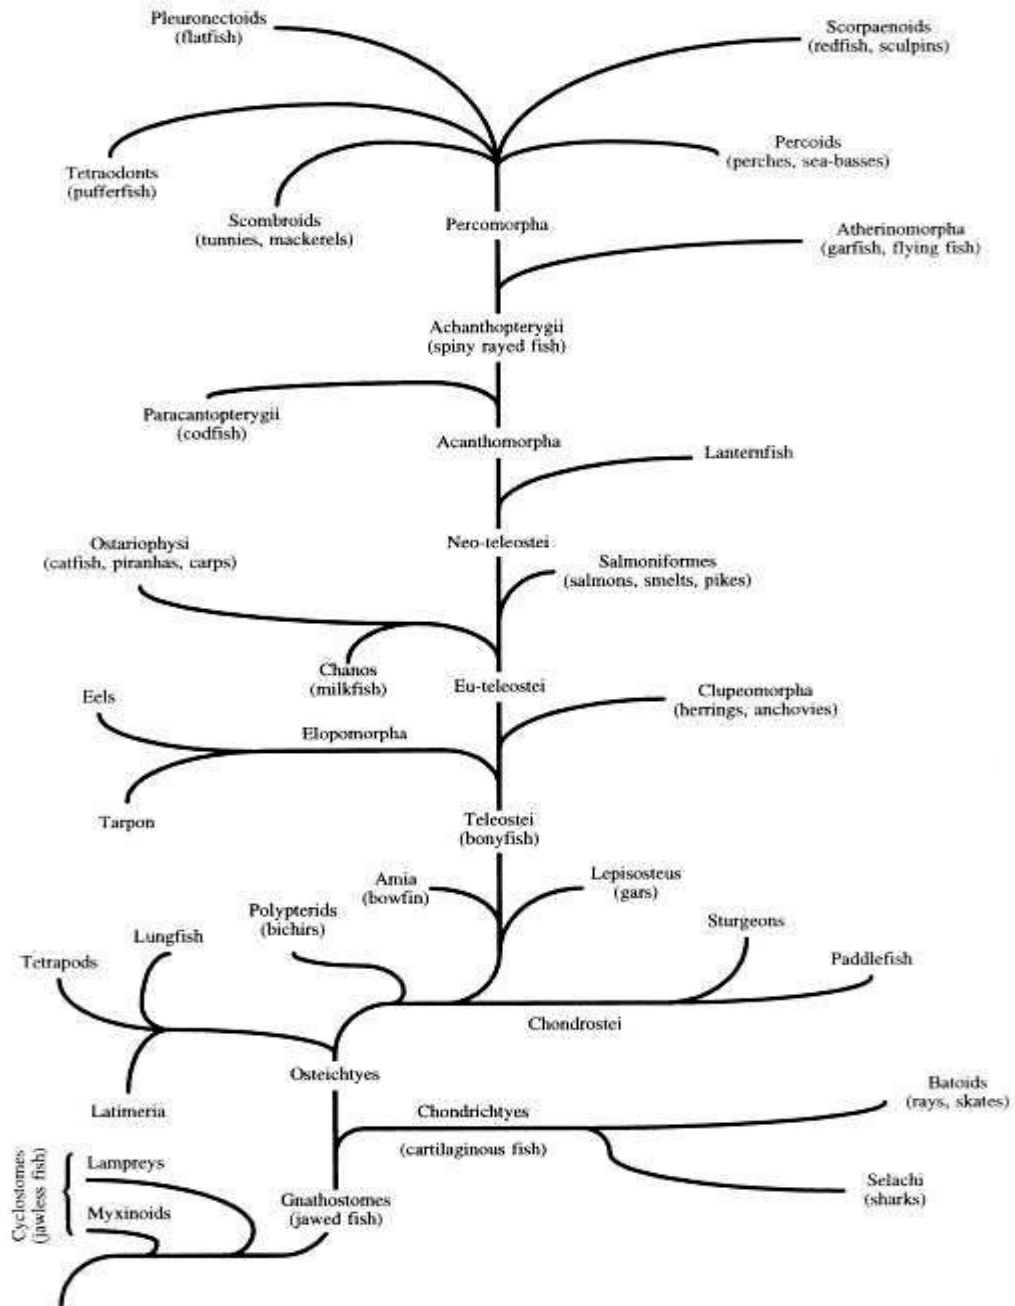 Pleuronectoids
(flatfish)
Scorpaenoids
(redfish, sculpins)
Tetraodonts
(pufferfish)
Percoids
(perches, sea-basses)
Scombroids
(tunnies, mackerels)
Percomorpha
Atherinomorpha
(garfish, flying fish)
Achanthopterygii
(spiny rayed fish)
Paracantopterygii
(codfish)
Acanthomorpha
Lanternfish
Ostariophysi
(catfish, piranhas, carps)
Neo-teleostei
Salmoniformes
(salmons, smelts, pikes)
Chanos
(milkfish)
Eu-teleostei
Eels
Clupeomorpha
(herrings, anchovies)
Elopomorpha
Tarpon
Teleostei
(bonyfish)
Amia
(bowfin)
Lepisosteus
(gars)
Polypterids
(bichirs)
Sturgeons
Lungfish
Tetrapods
Paddlefish
Chondrostei
Osteichtyes
Latimeria
Chondrichtyes
(cartilaginous fish)
Batoids
(rays, skates)
Cyclostomes
(jawless fish)
Lampreys
Myxinoids
Gnathostomes
(jawed fish)
Selachi
(sharks)